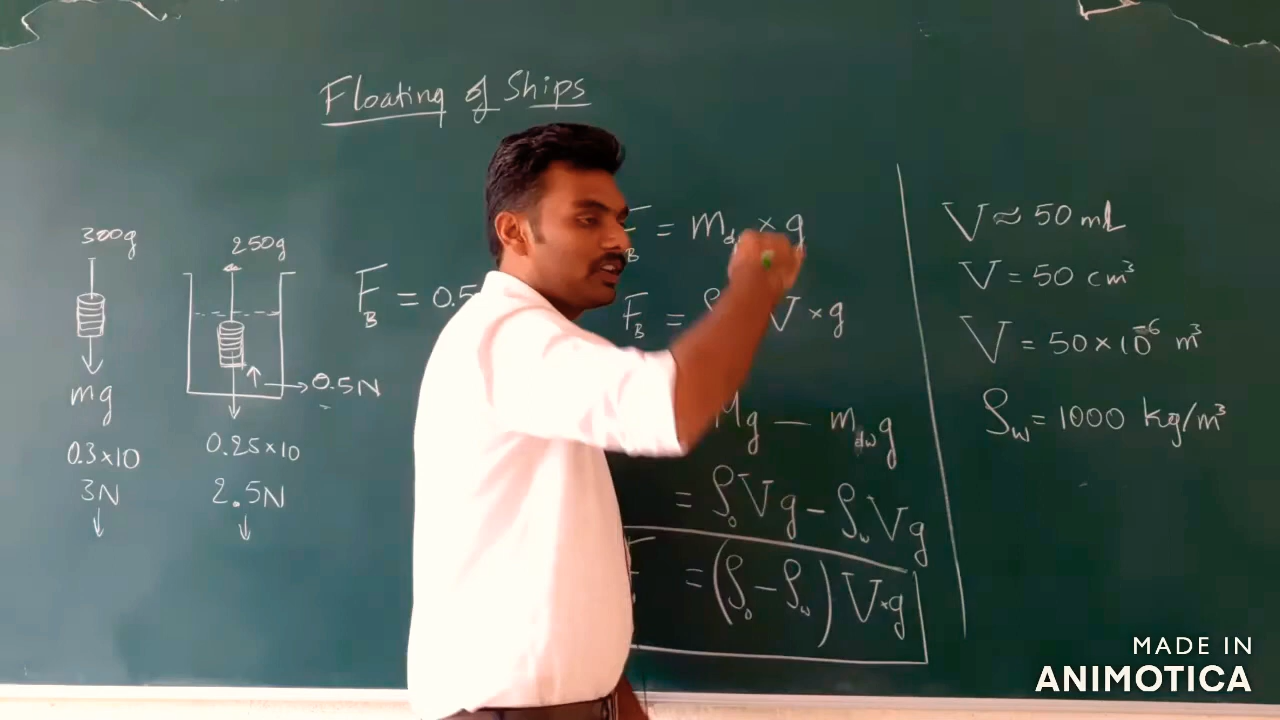 Floating of Ships
300g
mg
0.3×10
3N
250g
0.5N
0.25×10
2.5N
F_B = 0.5
F_B = m_d × g
F_B = V × g
Mg — m_dw g
= ρ_o V g − ρ_w V g
= (ρ_o − ρ_w) V × g
V ≈ 50 mL
V = 50 cm³
V = 50×10⁻⁶ m³
ρ_w = 1000 kg/m³
MADE IN
ANIMOTICA